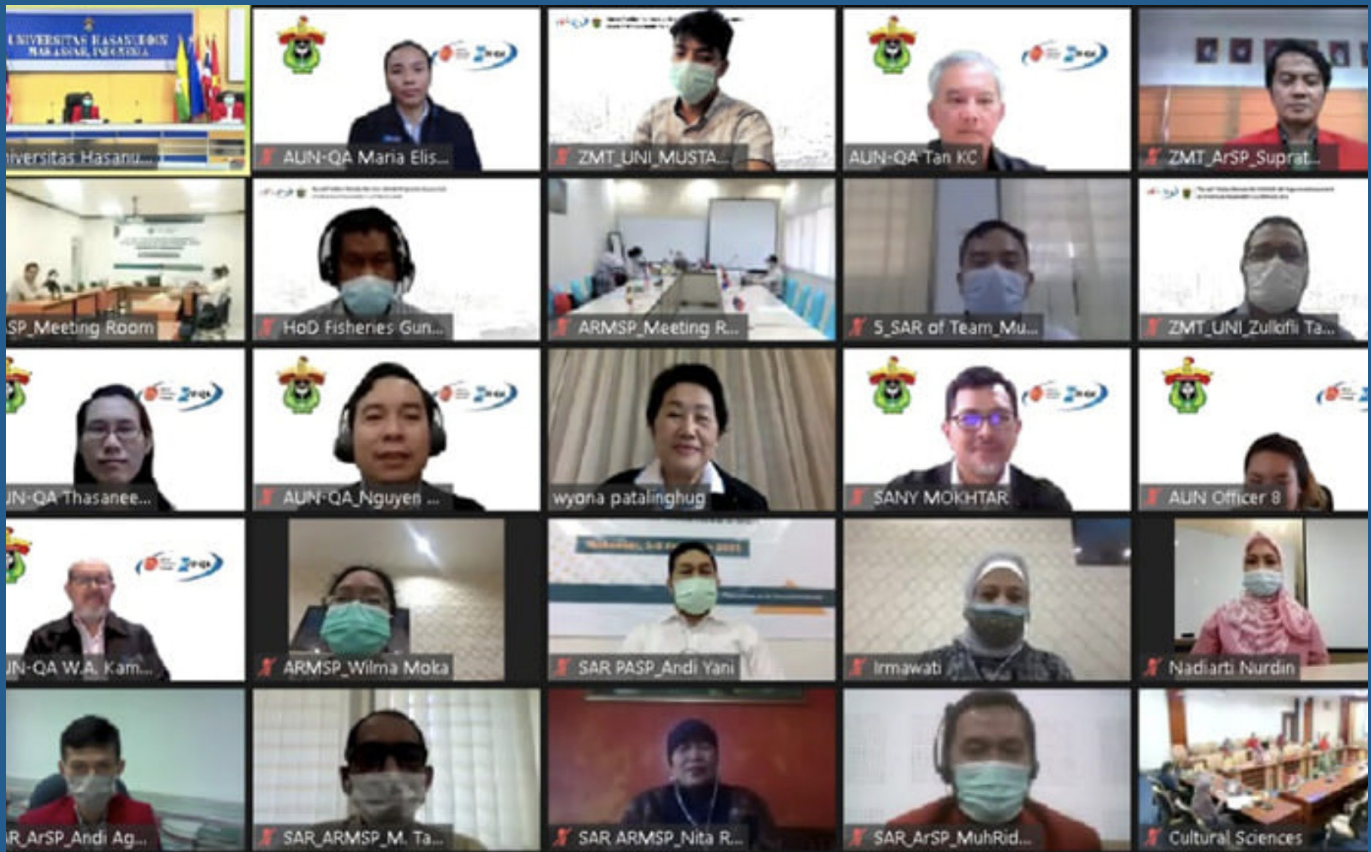 UNIVERSITAS HASANUDDIN
MAKASSAR, INDONESIA
niversitas Hasanu...
AUN-QA Maria Elis...
ZMT_UNI_MUSTA...
AUN-QA Tan KC
ZMT_ArSP_Suprat...
SP_Meeting Room
HoD Fisheries Gun...
ARMSP_Meeting R...
5_SAR of Team_Mu...
ZMT_UNI_Zulkifli Ta...
UN-QA Thasanee...
AUN-QA_Nguyen ...
wyona patalinghug
SANY MOKHTAR
AUN Officer 8
UN-QA W.A. Kam...
ARMSP_Wilma Moka
SAR PASP_Andi Yani
Irmawati
Nadiarti Nurdin
AR_ArSP_Andi Ag...
SAR_ARMSP_M. Ta...
SAR ARMSP_Nita R...
SAR_ArSP_MuhRid...
Cultural Sciences